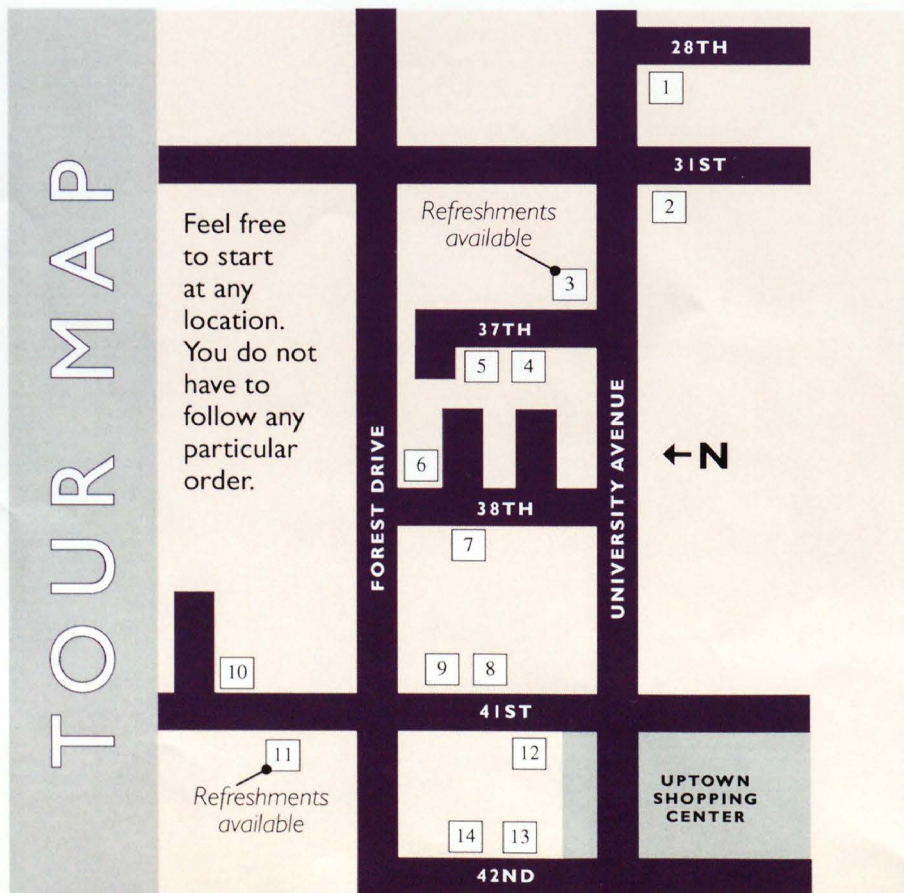 TOUR MAP
28TH
1
31ST
2
Feel free
to start
at any
location.
You do not
have to
follow any
particular
order.
Refreshments
available
3
37TH
5
4
FOREST DRIVE
UNIVERSITY AVENUE
←N
6
38TH
7
10
9
8
41ST
11
Refreshments
available
12
UPTOWN
SHOPPING
CENTER
14
13
42ND